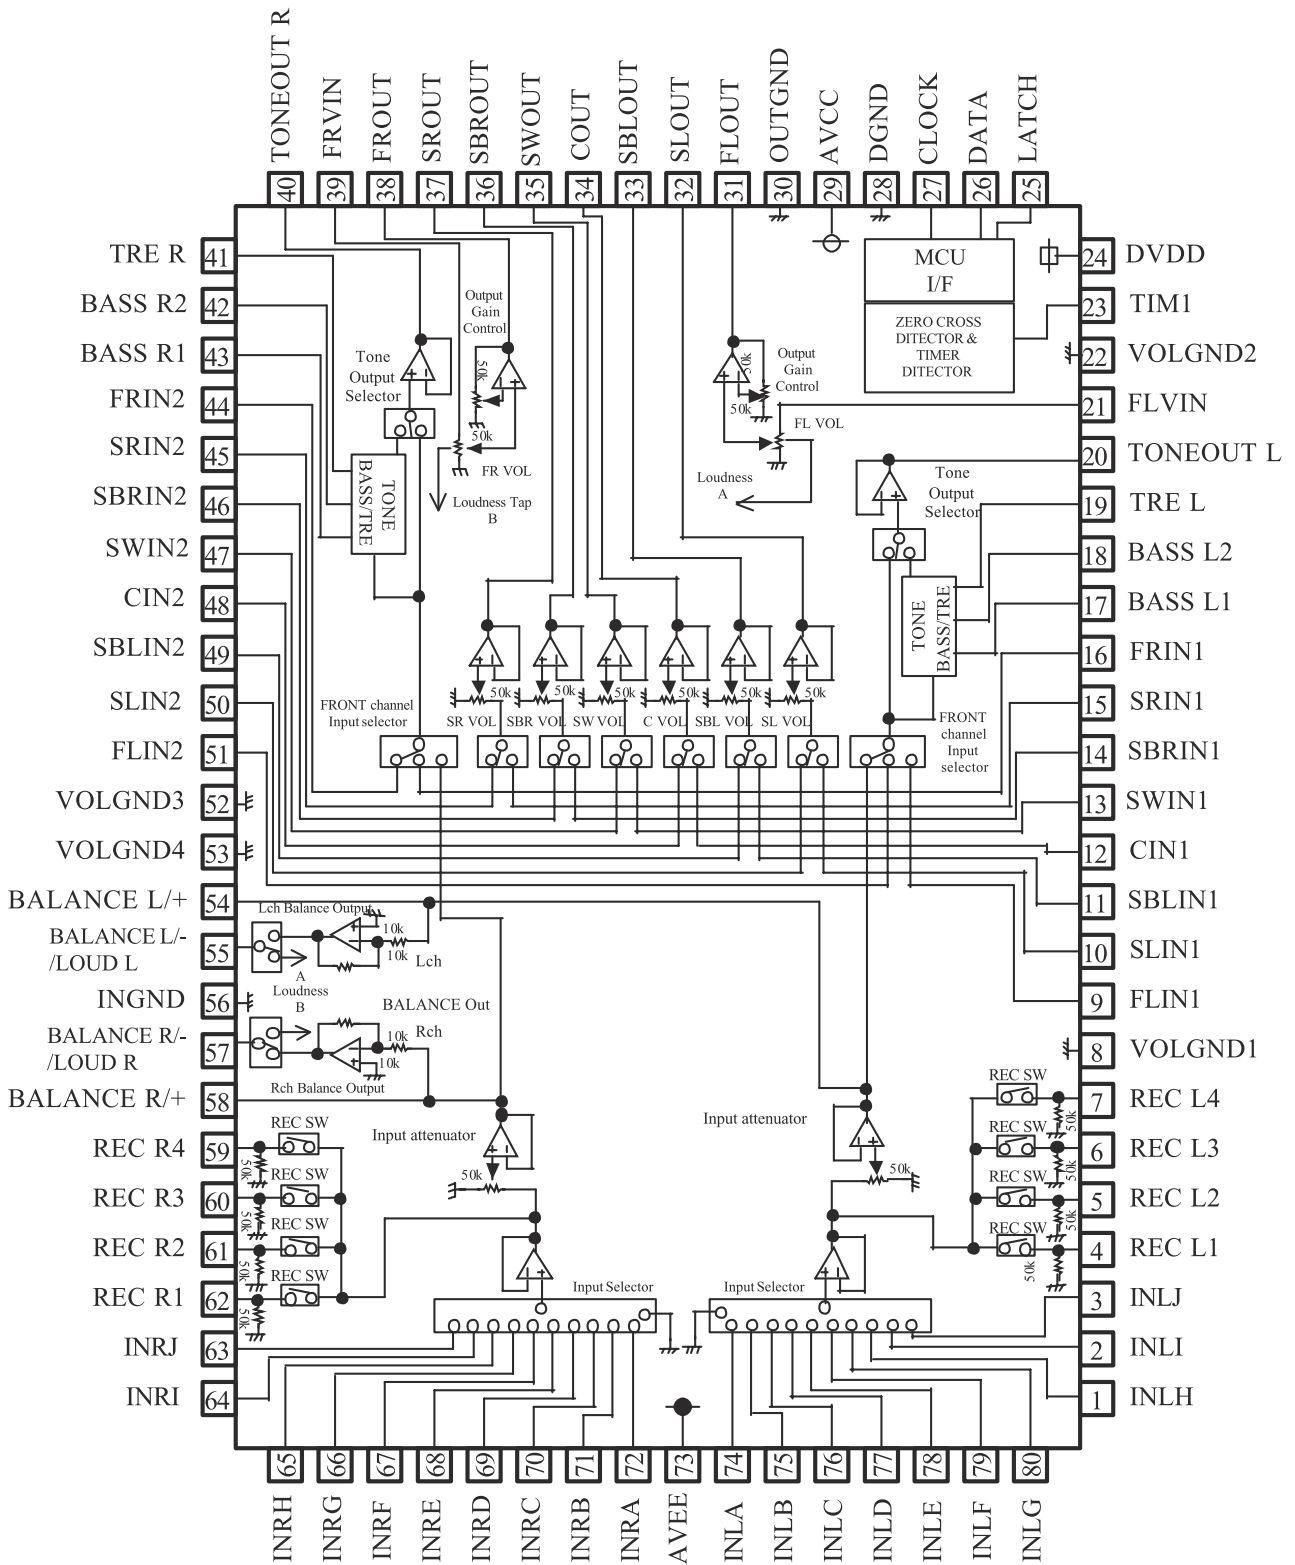 TONEOUT R
FRVIN
FROUT
SROUT
SBROUT
SWOUT
COUT
SBLOUT
SLOUT
FLOUT
OUTGND
AVCC
DGND
CLOCK
DATA
LATCH
40
39
38
37
36
35
34
33
32
31
30
29
28
27
26
25
TRE R
41
BASS R2
42
BASS R1
43
FRIN2
44
SRIN2
45
SBRIN2
46
SWIN2
47
CIN2
48
SBLIN2
49
SLIN2
50
FLIN2
51
VOLGND3
52
VOLGND4
53
BALANCE L/+
54
BALANCE L/-
/LOUD L
55
INGND
56
BALANCE R/-
/LOUD R
57
BALANCE R/+
58
REC R4
59
REC R3
60
REC R2
61
REC R1
62
INRJ
63
INRI
64
MCU
I/F
ZERO CROSS
DITECTOR &
TIMER
DITECTOR
Output
Gain
Control
50k
50k
Tone
Output
Selector
FR VOL
Loudness Tap
B
TONE
BASS/TRE
Output
Gain
Control
50k
50k
FL VOL
Loudness
A
Tone
Output
Selector
TONE
BASS/TRE
50k
50k
50k
50k
50k
50k
SR VOL
SBR VOL
SW VOL
C VOL
SBL VOL
SL VOL
FRONT channel
Input selector
FRONT
channel
Input
selector
Lch Balance Output
10k
10k
Lch
A
Loudness
B
BALANCE Out
Rch
10k
10k
Rch Balance Output
Input attenuator
50k
Input attenuator
50k
REC SW
50k
REC SW
50k
REC SW
50k
REC SW
50k
REC SW
50k
REC SW
50k
REC SW
50k
REC SW
50k
Input Selector
Input Selector
24
DVDD
23
TIM1
22
VOLGND2
21
FLVIN
20
TONEOUT L
19
TRE L
18
BASS L2
17
BASS L1
16
FRIN1
15
SRIN1
14
SBRIN1
13
SWIN1
12
CIN1
11
SBLIN1
10
SLIN1
9
FLIN1
8
VOLGND1
7
REC L4
6
REC L3
5
REC L2
4
REC L1
3
INLJ
2
INLI
1
INLH
65
66
67
68
69
70
71
72
73
74
75
76
77
78
79
80
INRH
INRG
INRF
INRE
INRD
INRC
INRB
INRA
AVEE
INLA
INLB
INLC
INLD
INLE
INLF
INLG